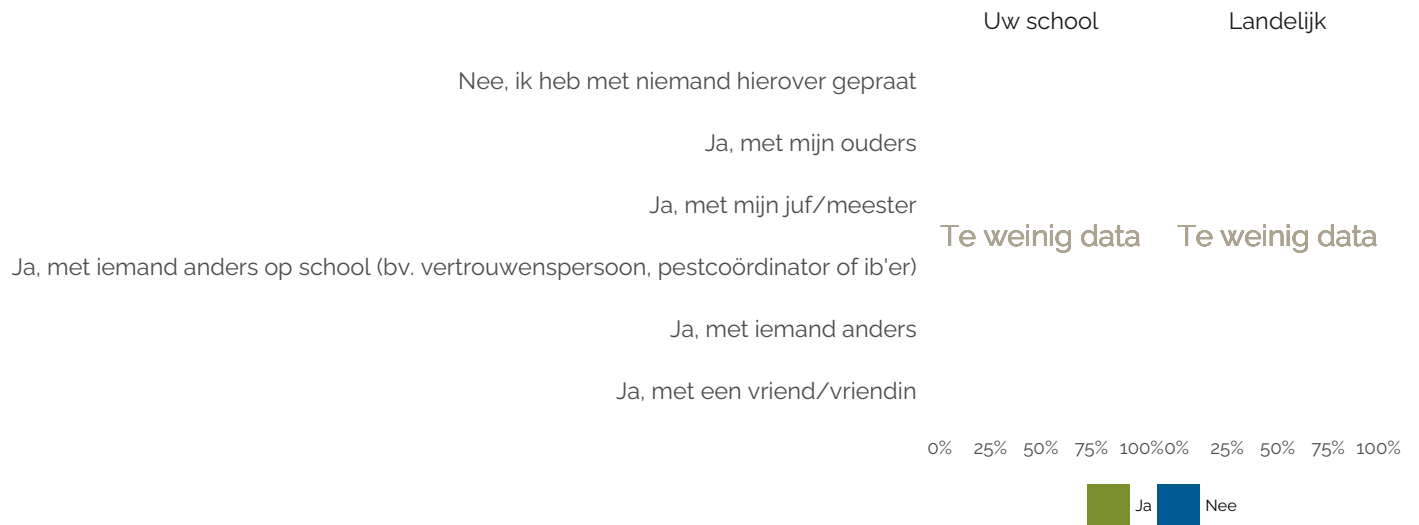 Uw school Landelijk
Nee, ik heb met niemand hierover gepraat
Ja, met mijn ouders
Ja, met mijn juf/meester
Te weinig data Te weinig data
Ja, met iemand anders op school (bv. vertrouwenspersoon, pestcoördinator of ib'er)
Ja, met iemand anders
Ja, met een vriend/vriendin
0% 25% 50% 75% 100% 0% 25% 50% 75% 100%
Ja Nee